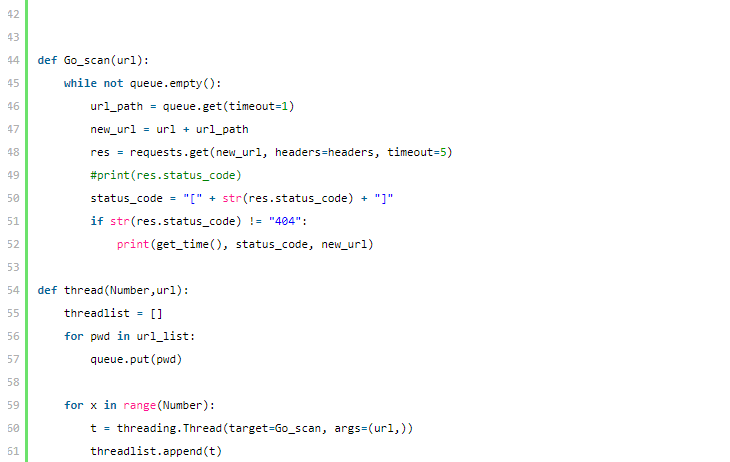 42
43
44 def Go_scan(url):
45     while not queue.empty():
46         url_path = queue.get(timeout=1)
47         new_url = url + url_path
48         res = requests.get(new_url, headers=headers, timeout=5)
49         #print(res.status_code)
50         status_code = "[" + str(res.status_code) + "]"
51         if str(res.status_code) != "404":
52             print(get_time(), status_code, new_url)
53
54 def thread(Number,url):
55     threadlist = []
56     for pwd in url_list:
57         queue.put(pwd)
58
59     for x in range(Number):
60         t = threading.Thread(target=Go_scan, args=(url,))
61         threadlist.append(t)